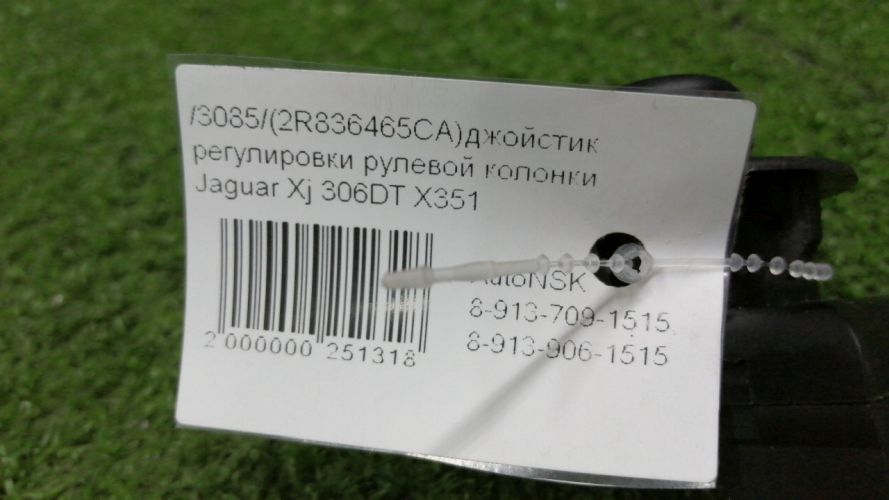 /3085/(2R836465CA)джойстик
регулировки рулевой колонки
Jaguar Xj 306DT X351
AutoNSK
8-913-709-1515
8-913-906-1515
2 000000 251318